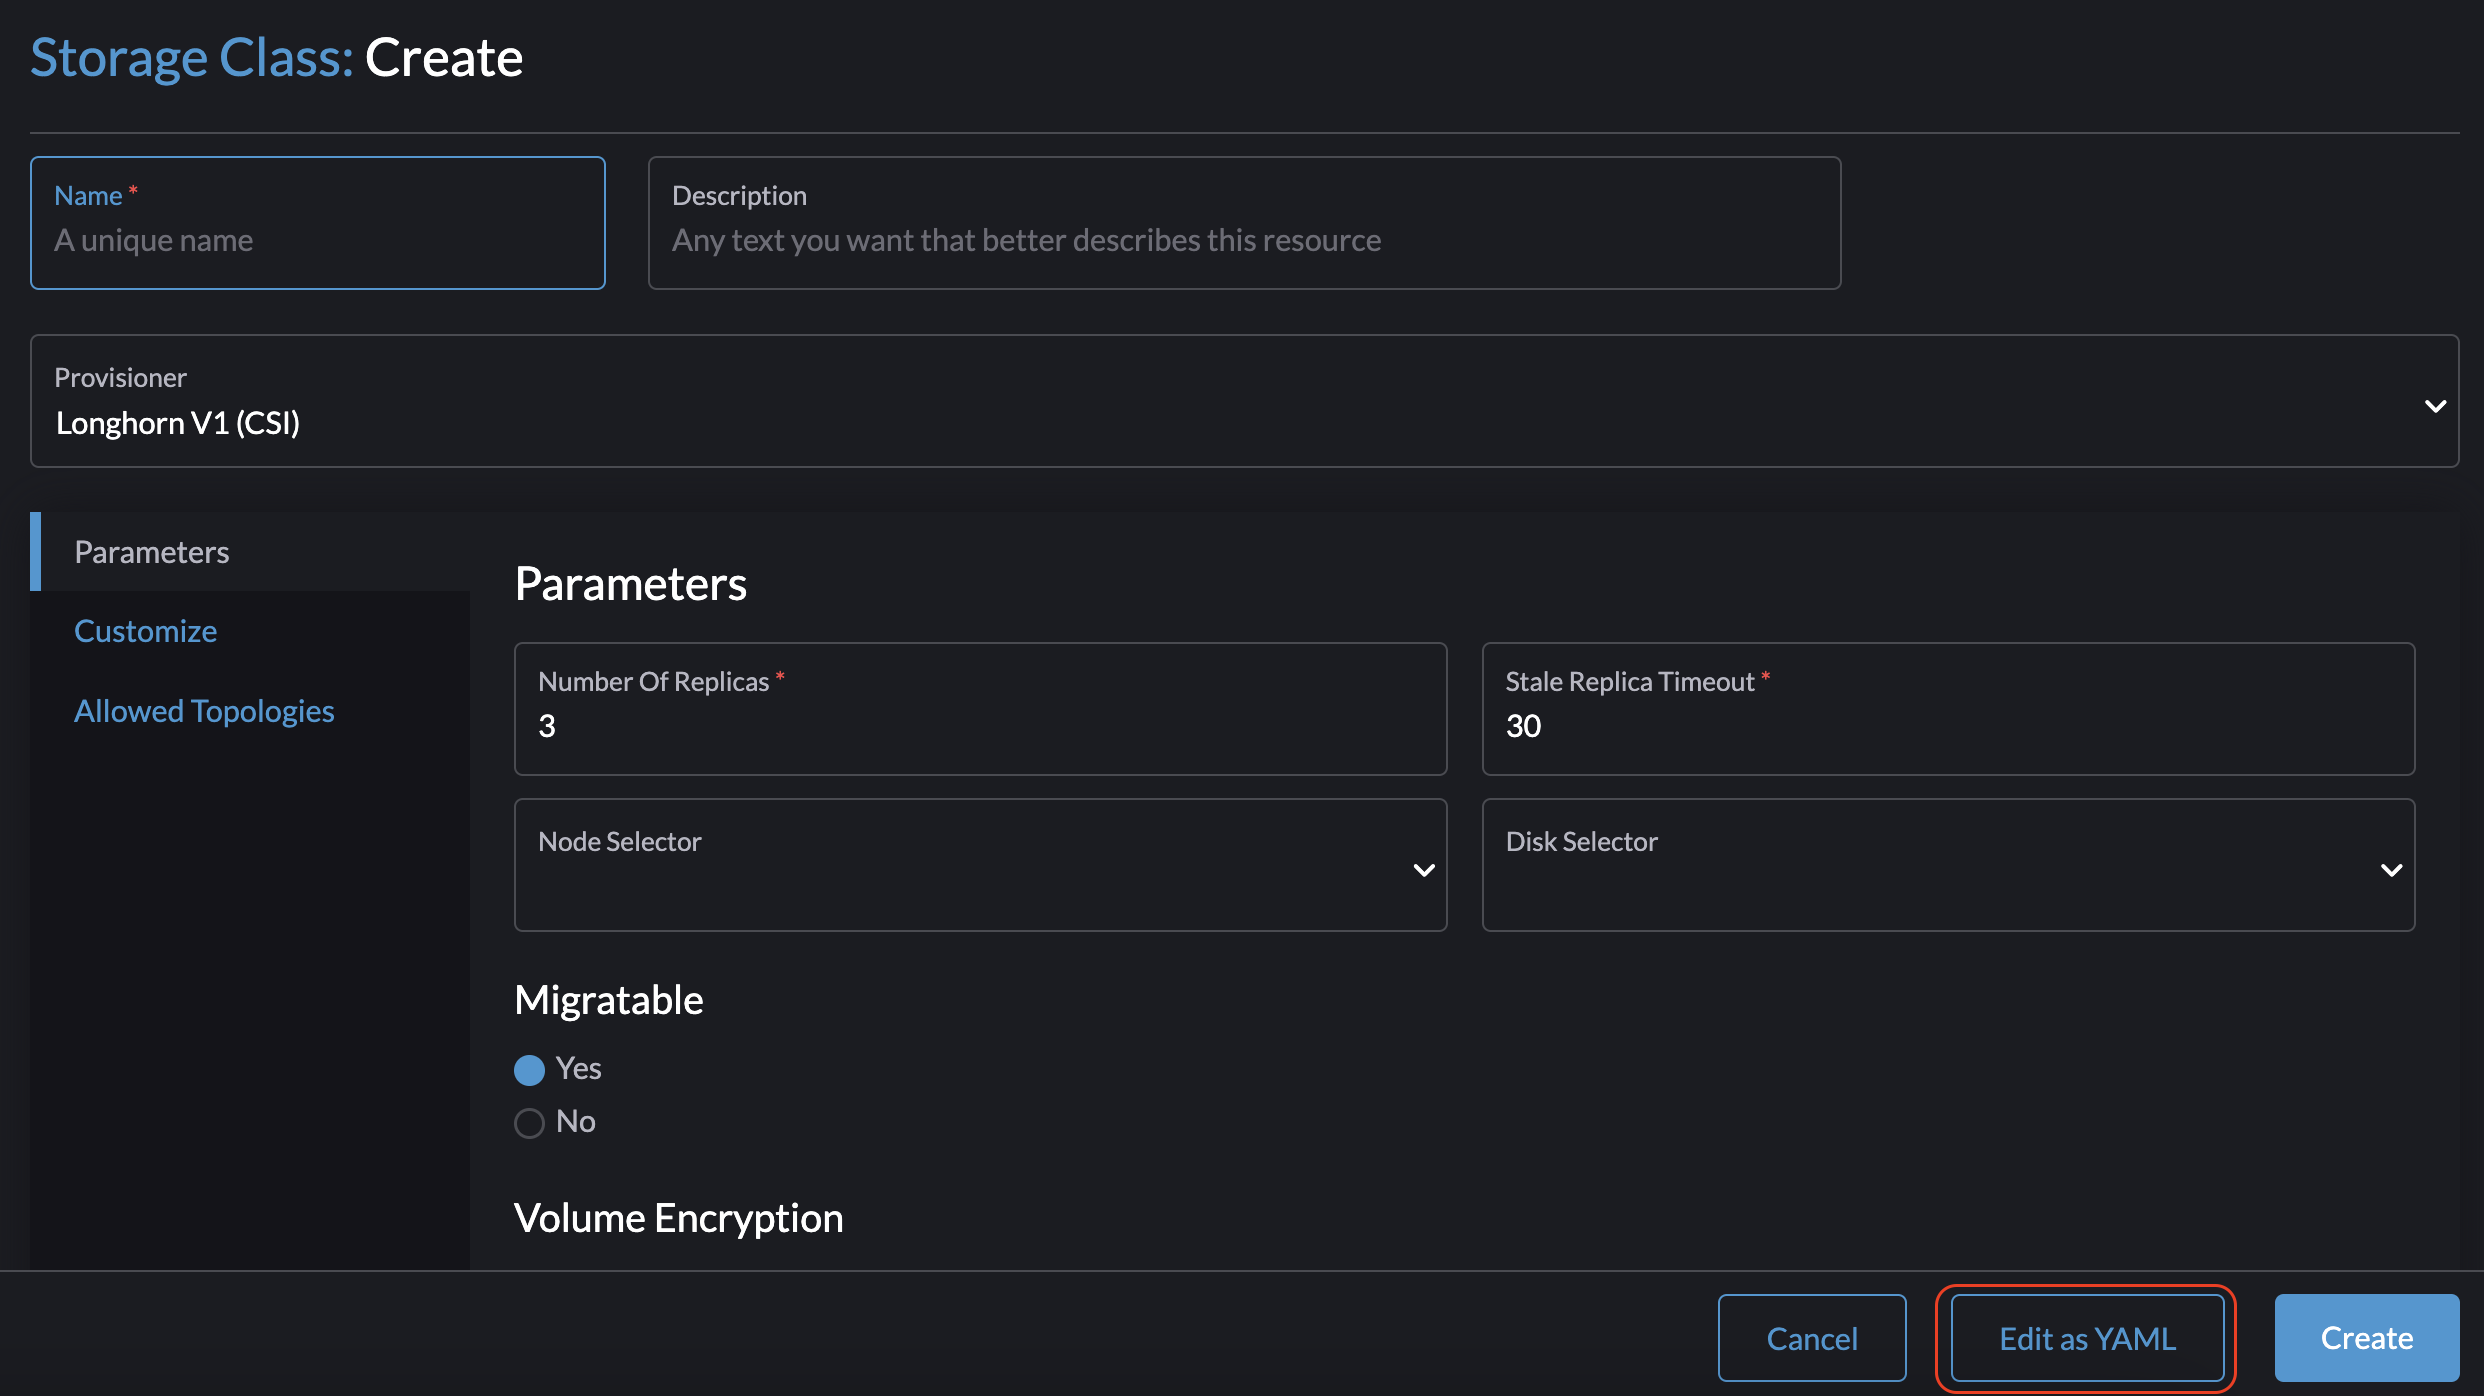 Storage Class: Create
Name *
A unique name
Description
Any text you want that better describes this resource
Provisioner
Longhorn V1 (CSI)
Parameters
Customize
Allowed Topologies
Parameters
Number Of Replicas *
3
Stale Replica Timeout *
30
Node Selector
Disk Selector
Migratable
Yes
No
Volume Encryption
Cancel
Edit as YAML
Create